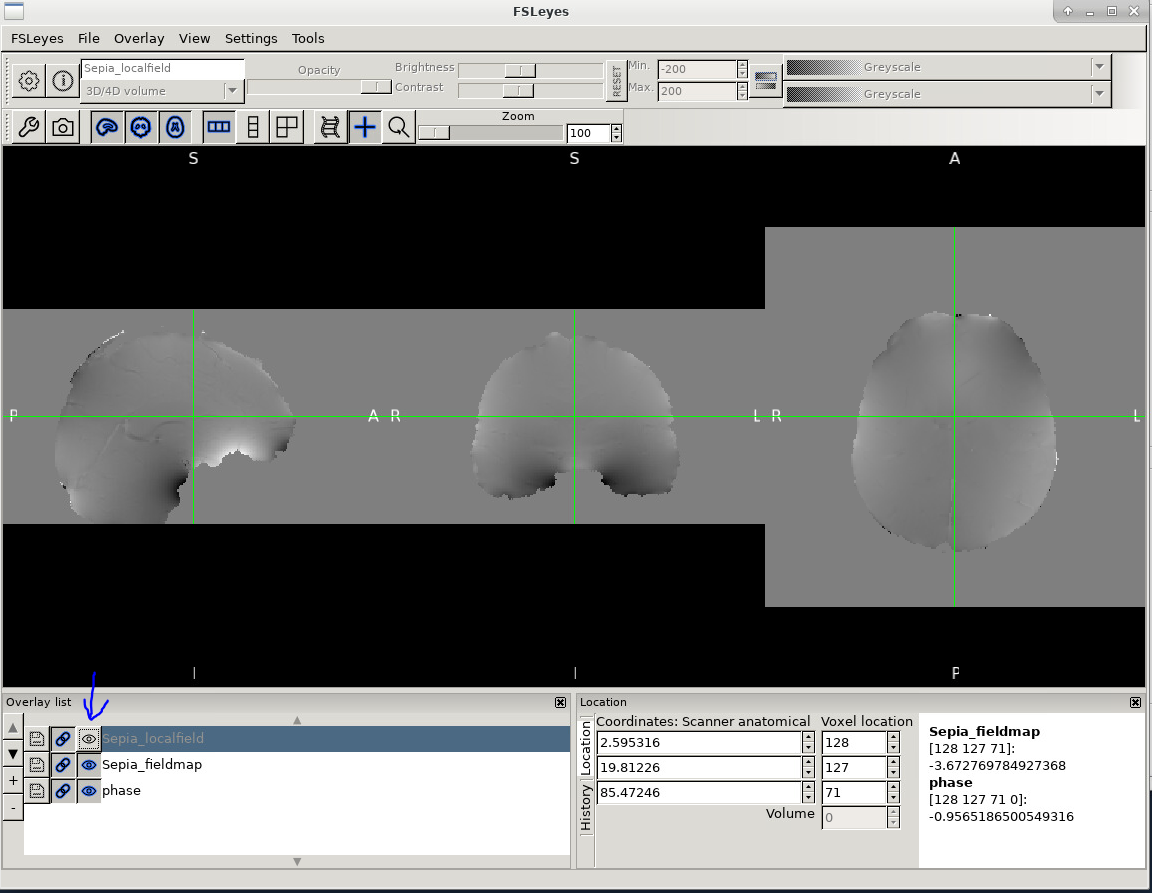 FSLeyes
FSLeyes File Overlay View Settings Tools
Sepia_localfield
3D/4D volume
Opacity
Brightness
Contrast
RESET
Min. -200
Max. 200
Greyscale
Greyscale
Zoom
100
S S A
P A R L R L
I I P
Overlay list
Sepia_localfield
Sepia_fieldmap
phase
Location
Location
History
Coordinates: Scanner anatomical Voxel location
2.595316 128
19.81226 127
85.47246 71
Volume 0
Sepia_fieldmap
[128 127 71]:
-3.672769784927368
phase
[128 127 71 0]:
-0.9565186500549316